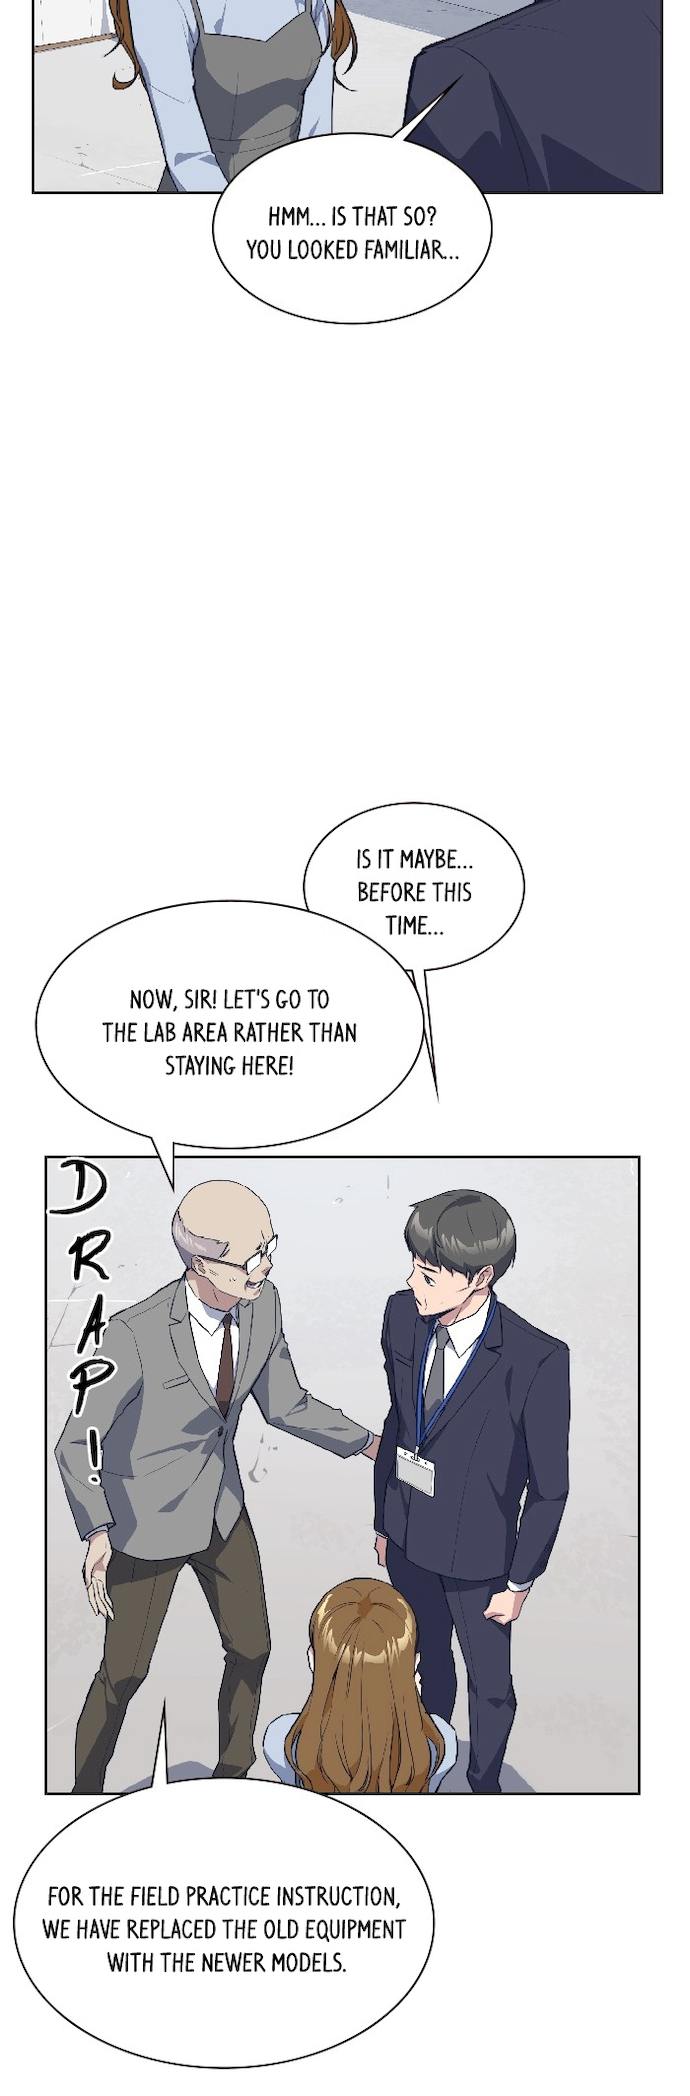 HMM... IS THAT SO?
YOU LOOKED FAMILIAR...
IS IT MAYBE...
BEFORE THIS
TIME...
NOW, SIR! LET'S GO TO
THE LAB AREA RATHER THAN
STAYING HERE!
DRAP!
FOR THE FIELD PRACTICE INSTRUCTION,
WE HAVE REPLACED THE OLD EQUIPMENT
WITH THE NEWER MODELS.